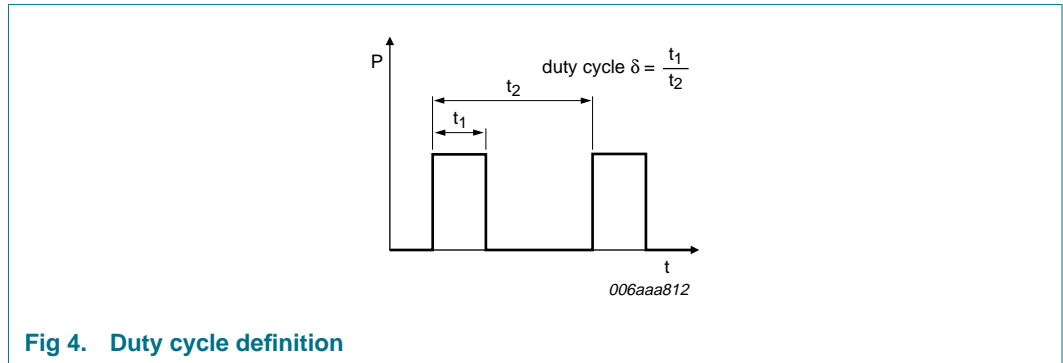 P
duty cycle δ = t1
t2
t2
t1
t
006aaa812
Fig 4. Duty cycle definition